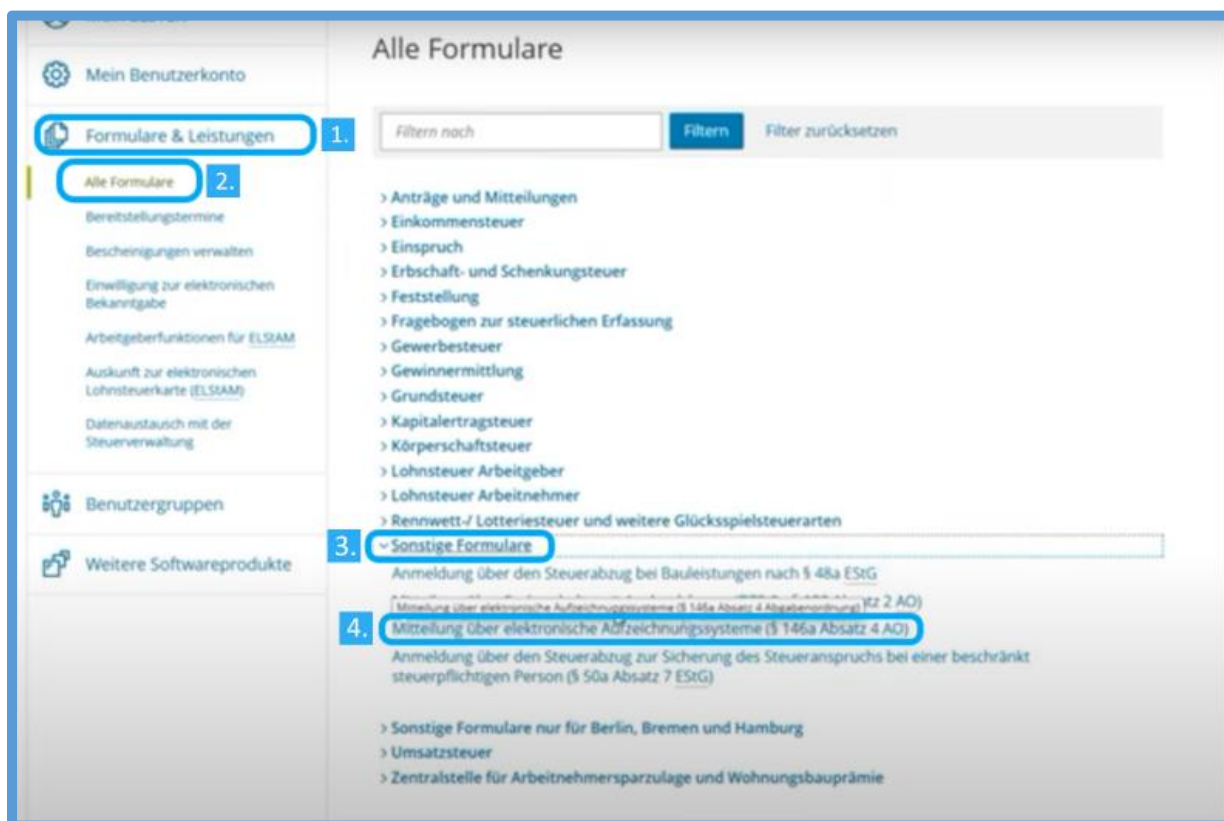 Mein Benutzerkonto
Formulare & Leistungen
1.
Alle Formulare
2.
Bereitstellungstermine
Bescheinigungen verwalten
Einwilligung zur elektronischen
Bekanntgabe
Arbeitgeberfunktionen für ELStAM
Auskunft zur elektronischen
Lohnsteuerkarte (ELStAM)
Datenaustausch mit der
Steuerverwaltung
Benutzergruppen
Weitere Softwareprodukte
Alle Formulare
Filtern nach
Filtern
Filter zurücksetzen
> Anträge und Mitteilungen
> Einkommensteuer
> Einspruch
> Erbschaft- und Schenkungsteuer
> Feststellung
> Fragebogen zur steuerlichen Erfassung
> Gewerbesteuer
> Gewinnermittlung
> Grundsteuer
> Kapitalertragsteuer
> Körperschaftsteuer
> Lohnsteuer Arbeitgeber
> Lohnsteuer Arbeitnehmer
> Rennwett-/ Lotteriesteuer und weitere Glücksspielsteuerarten
3.
Sonstige Formulare
Anmeldung über den Steuerabzug bei Bauleistungen nach § 48a EStG
Mitteilung über elektronische Aufzeichnungssysteme (§ 146a Absatz 4 Abgabenordnung)
2 AO)
4.
Mitteilung über elektronische Aufzeichnungssysteme (§ 146a Absatz 4 AO)
Anmeldung über den Steuerabzug zur Sicherung des Steueranspruchs bei einer beschränkt
steuerpflichtigen Person (§ 50a Absatz 7 EStG)
> Sonstige Formulare nur für Berlin, Bremen und Hamburg
> Umsatzsteuer
> Zentralstelle für Arbeitnehmersparzulage und Wohnungsbauprämie